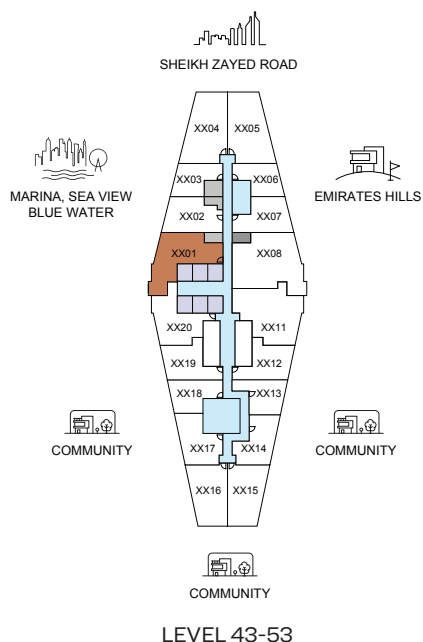 SHEIKH ZAYED ROAD
XX04 XX05
MARINA, SEA VIEW
BLUE WATER
XX03 XX06
EMIRATES HILLS
XX02 XX07
XX01 XX08
XX20 XX11
XX19 XX12
XX18 XX13
COMMUNITY
COMMUNITY
XX17 XX14
XX16 XX15
COMMUNITY
LEVEL 43-53